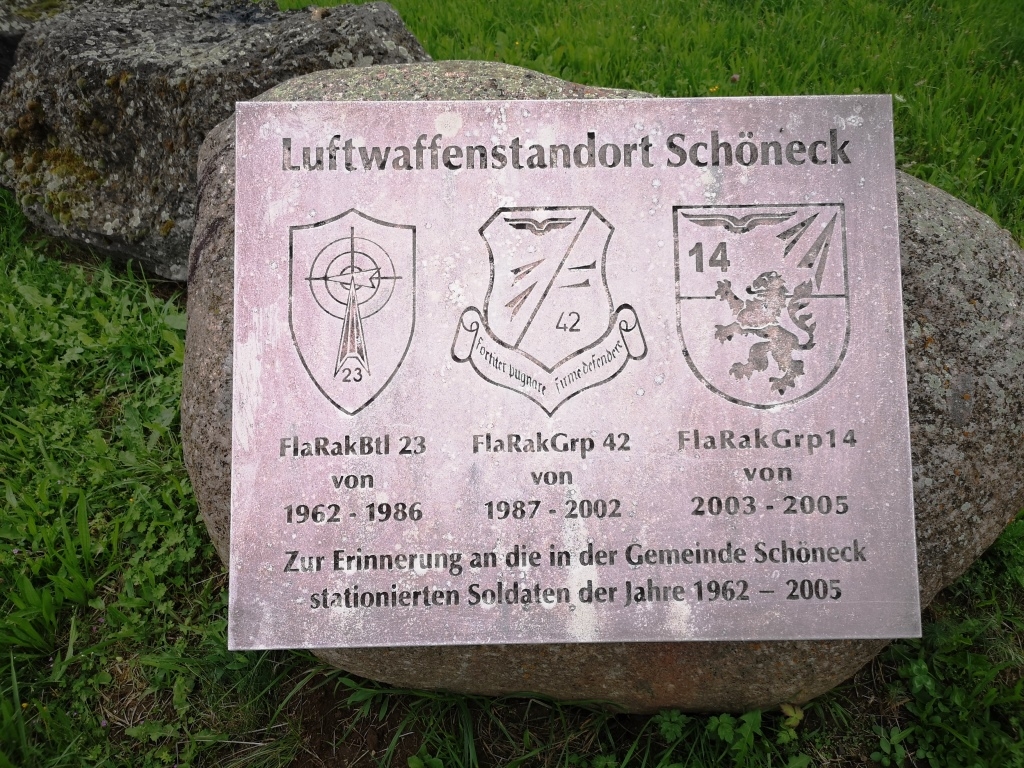 Luftwaffenstandort Schöneck
23
42
fortiter pugnare firme defendere
14
FlaRakBtl 23
von
1962 - 1986
FlaRakGrp 42
von
1987 - 2002
FlaRakGrp14
von
2003 - 2005
Zur Erinnerung an die in der Gemeinde Schöneck
stationierten Soldaten der Jahre 1962 – 2005